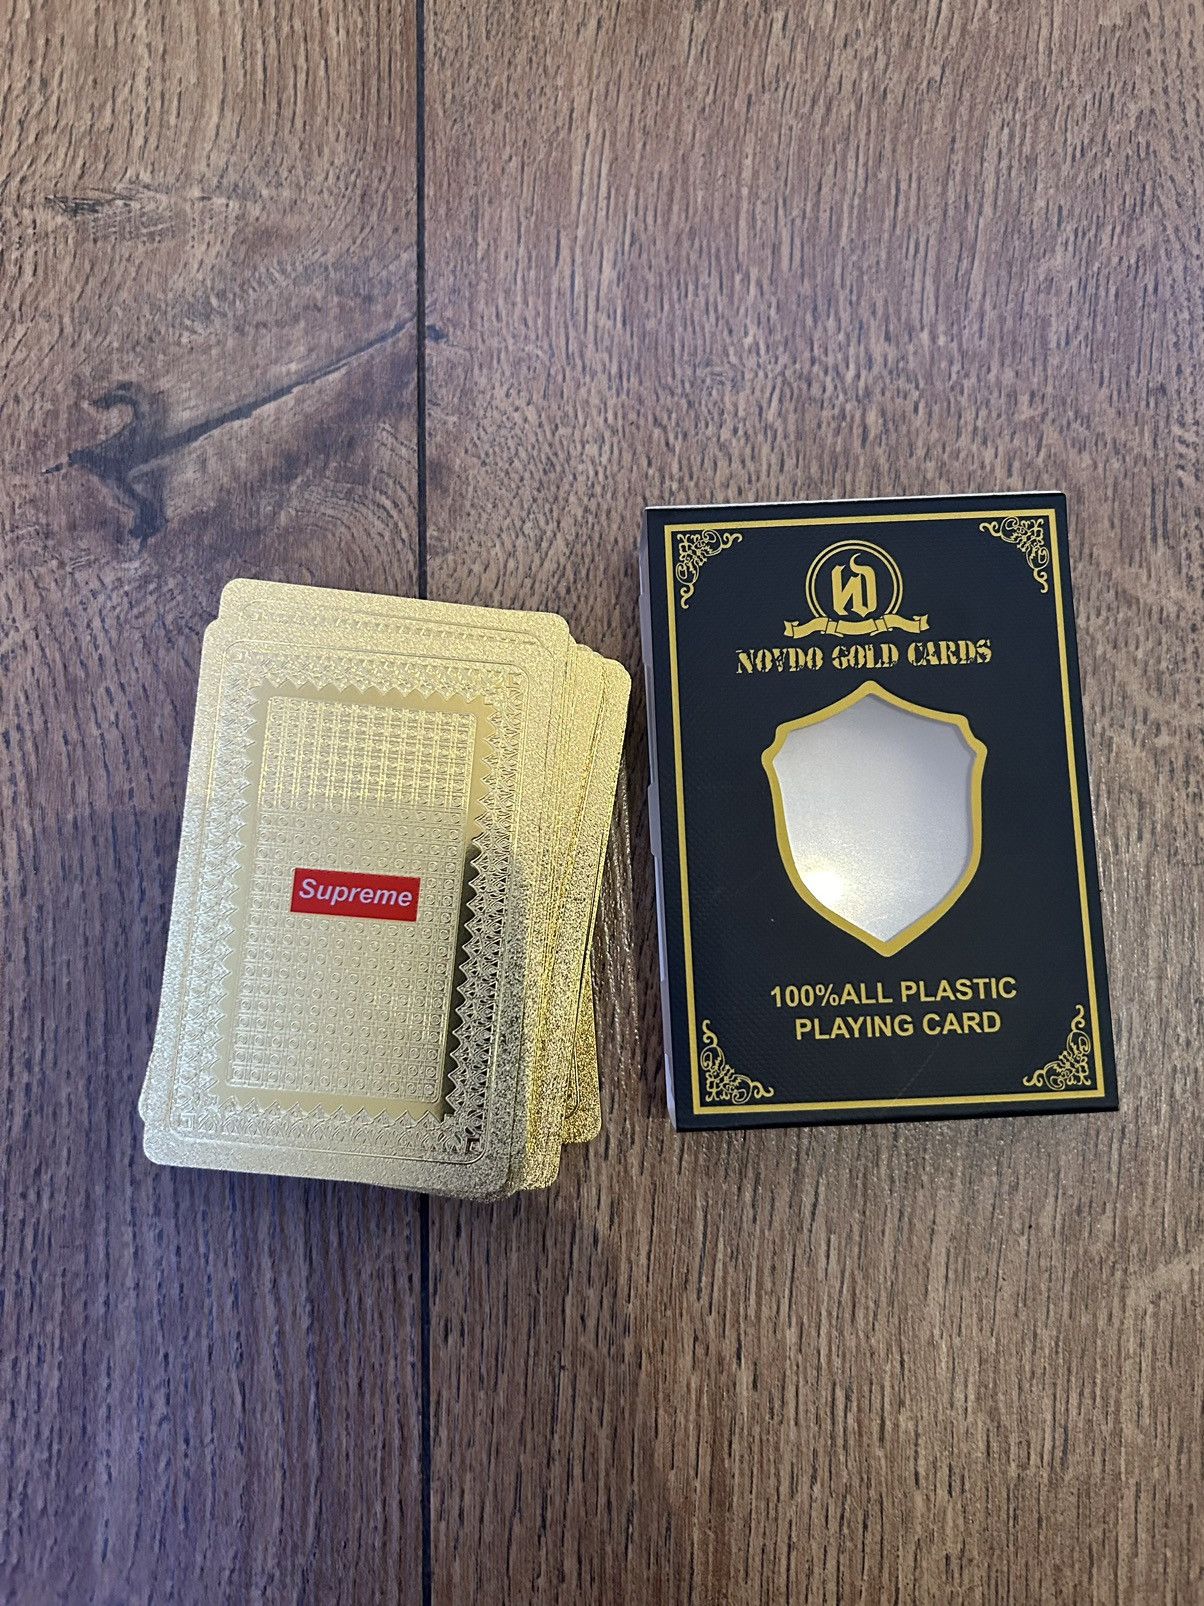 Supreme
NOVDO GOLD CARDS
100%ALL PLASTIC
PLAYING CARD